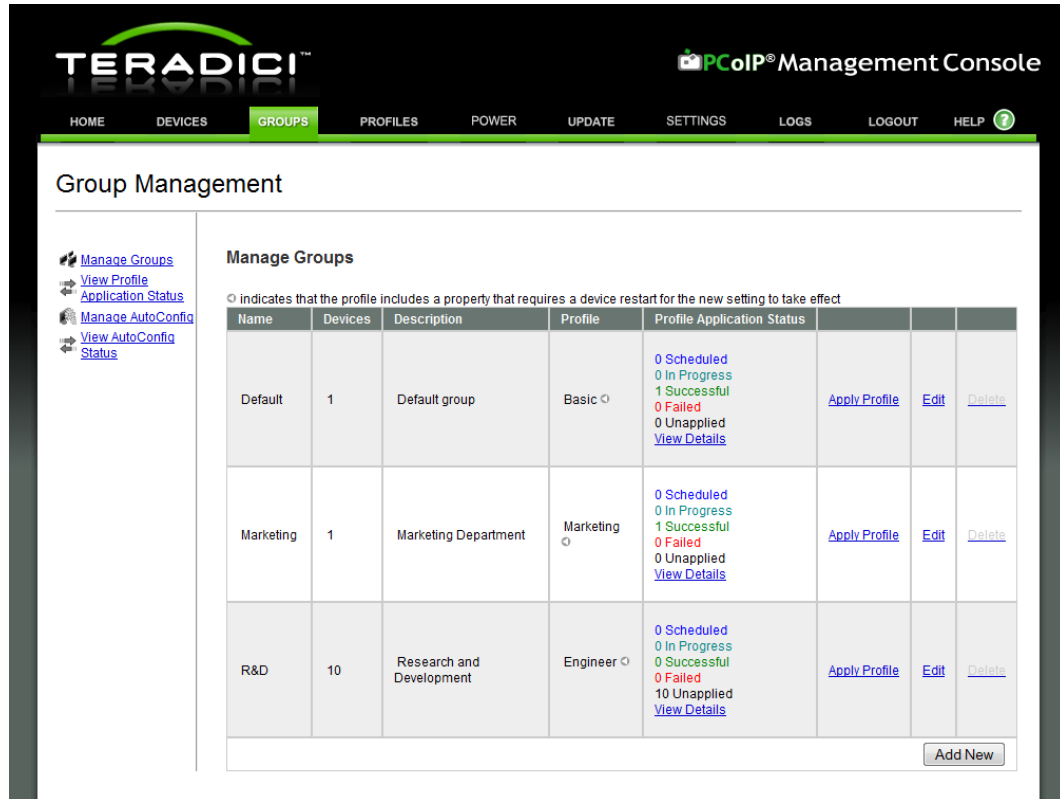 TERADICI™
PCoIP® Management Console
HOME DEVICES GROUPS PROFILES POWER UPDATE SETTINGS LOGS LOGOUT HELP ?
Group Management
Manage Groups
View Profile
Application Status
Manage AutoConfig
View AutoConfig
Status
Manage Groups
indicates that the profile includes a property that requires a device restart for the new setting to take effect
Name Devices Description Profile Profile Application Status
Default 1 Default group Basic
0 Scheduled
0 In Progress
1 Successful
0 Failed
0 Unapplied
View Details
Apply Profile Edit Delete
Marketing 1 Marketing Department Marketing
0 Scheduled
0 In Progress
1 Successful
0 Failed
0 Unapplied
View Details
Apply Profile Edit Delete
R&D 10 Research and
Development
Engineer
0 Scheduled
0 In Progress
0 Successful
0 Failed
10 Unapplied
View Details
Apply Profile Edit Delete
Add New